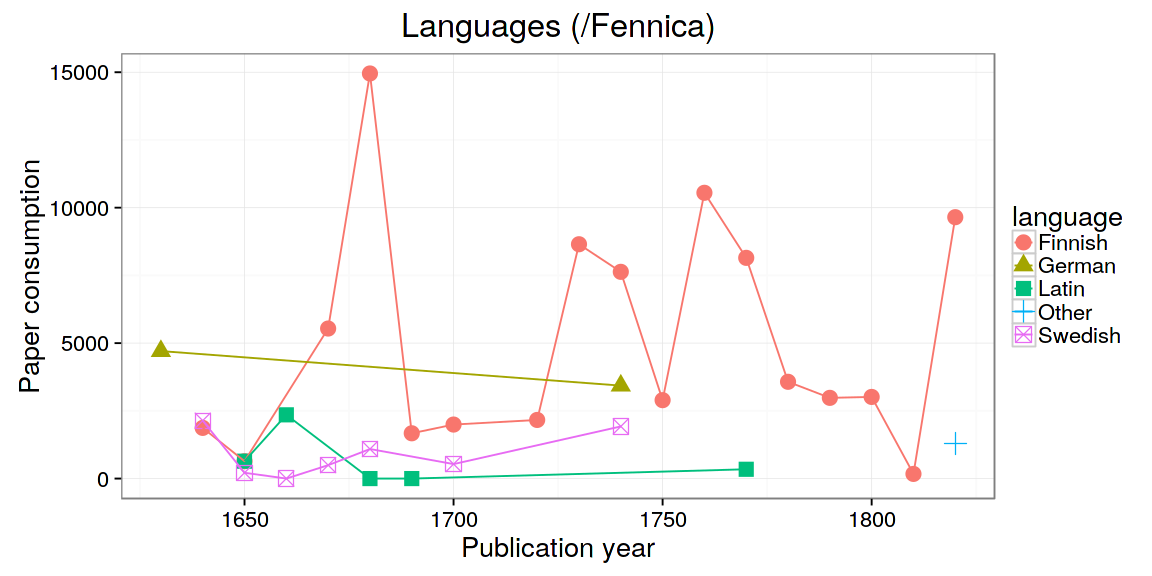 Languages (/Fennica)
Paper consumption
15000
10000
5000
0
1650 1700 1750 1800
Publication year
language
Finnish
German
Latin
Other
Swedish